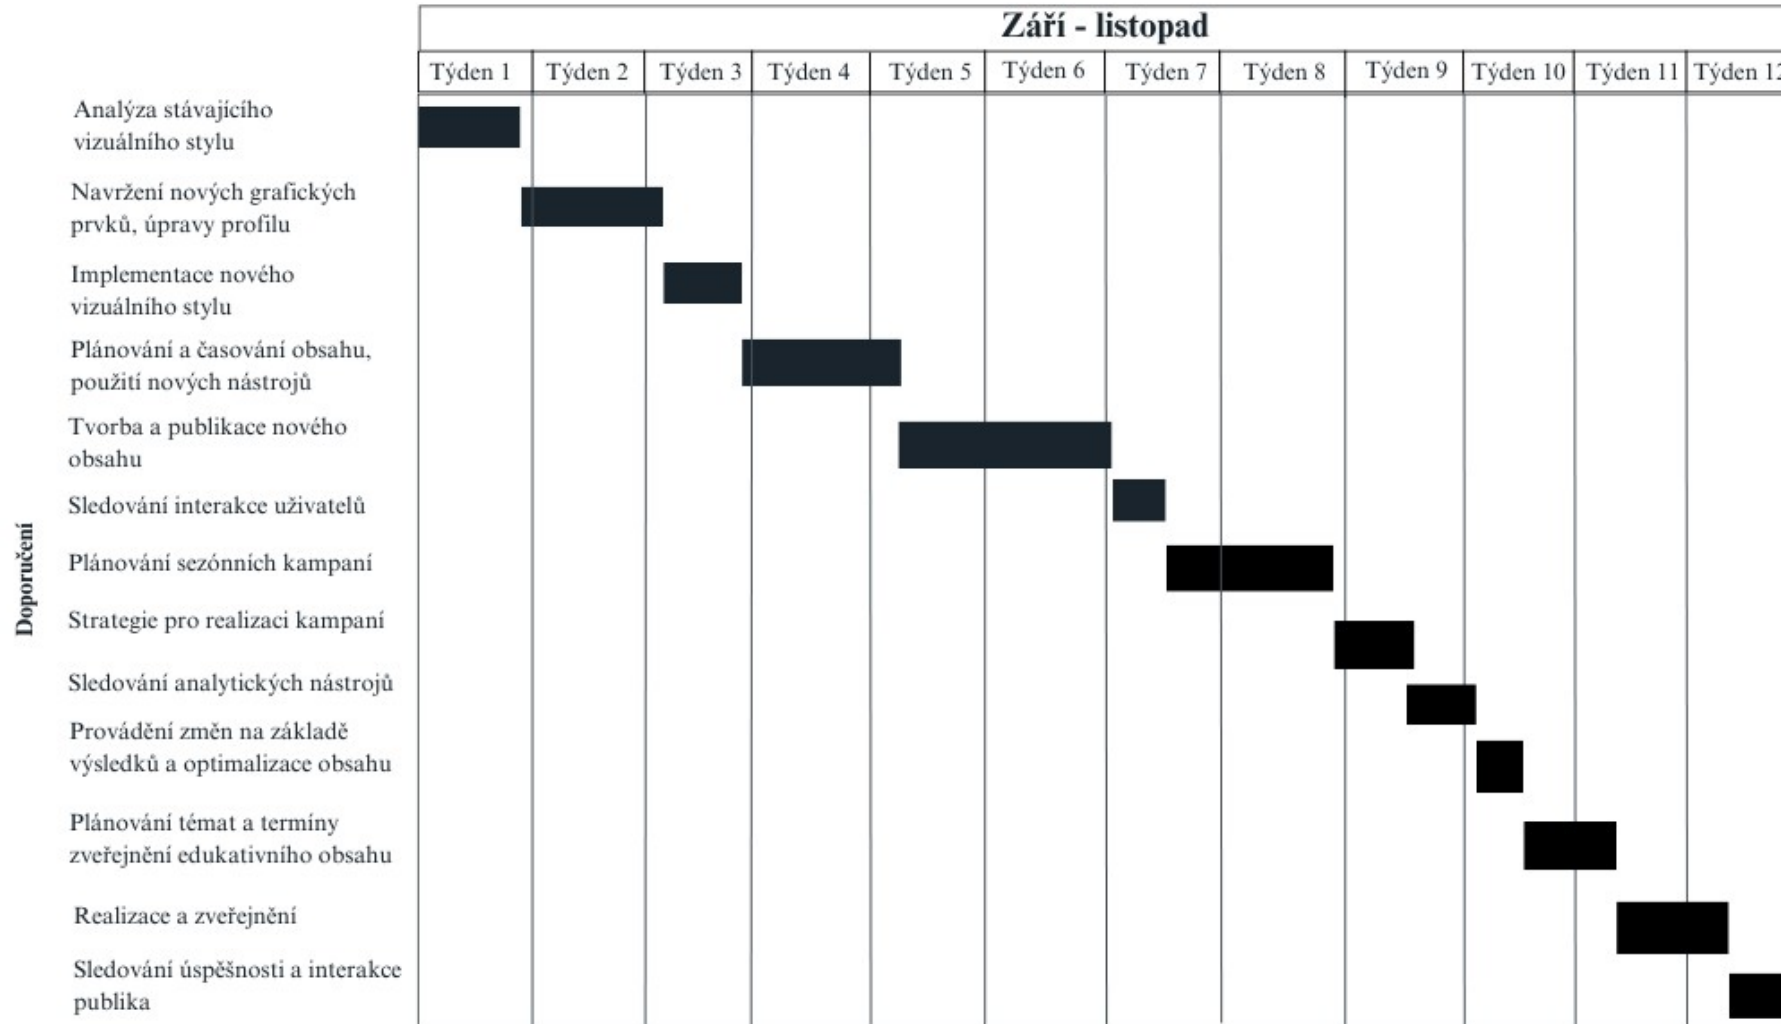 Září - listopad
Týden 1 Týden 2 Týden 3 Týden 4 Týden 5 Týden 6 Týden 7 Týden 8 Týden 9 Týden 10 Týden 11 Týden 12
Doporučení
Analýza stávajícího
vizuálního stylu
Navržení nových grafických
prvků, úpravy profilu
Implementace nového
vizuálního stylu
Plánování a časování obsahu,
použití nových nástrojů
Tvorba a publikace nového
obsahu
Sledování interakce uživatelů
Plánování sezónních kampaní
Strategie pro realizaci kampaní
Sledování analytických nástrojů
Provádění změn na základě
výsledků a optimalizace obsahu
Plánování témat a termíny
zveřejnění edukativního obsahu
Realizace a zveřejnění
Sledování úspěšnosti a interakce
publika